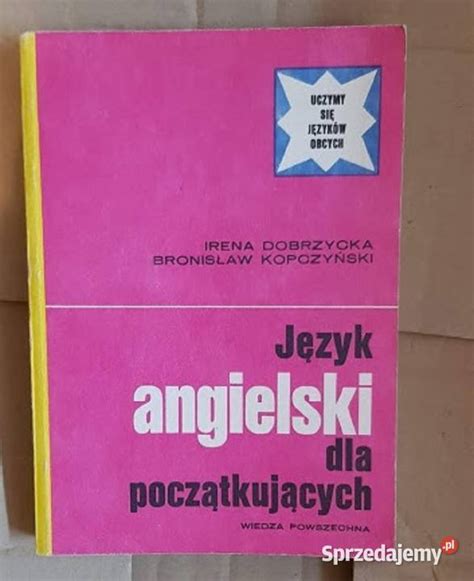 UCZYMY
SIĘ
JĘZYKÓW
OBCYCH
IRENA DOBRZYCKA
BRONISŁAW KOPCZYŃSKI
Język
angielski
dla
początkujących
WIEDZA POWSZECHNA
Sprzedajemy.pl